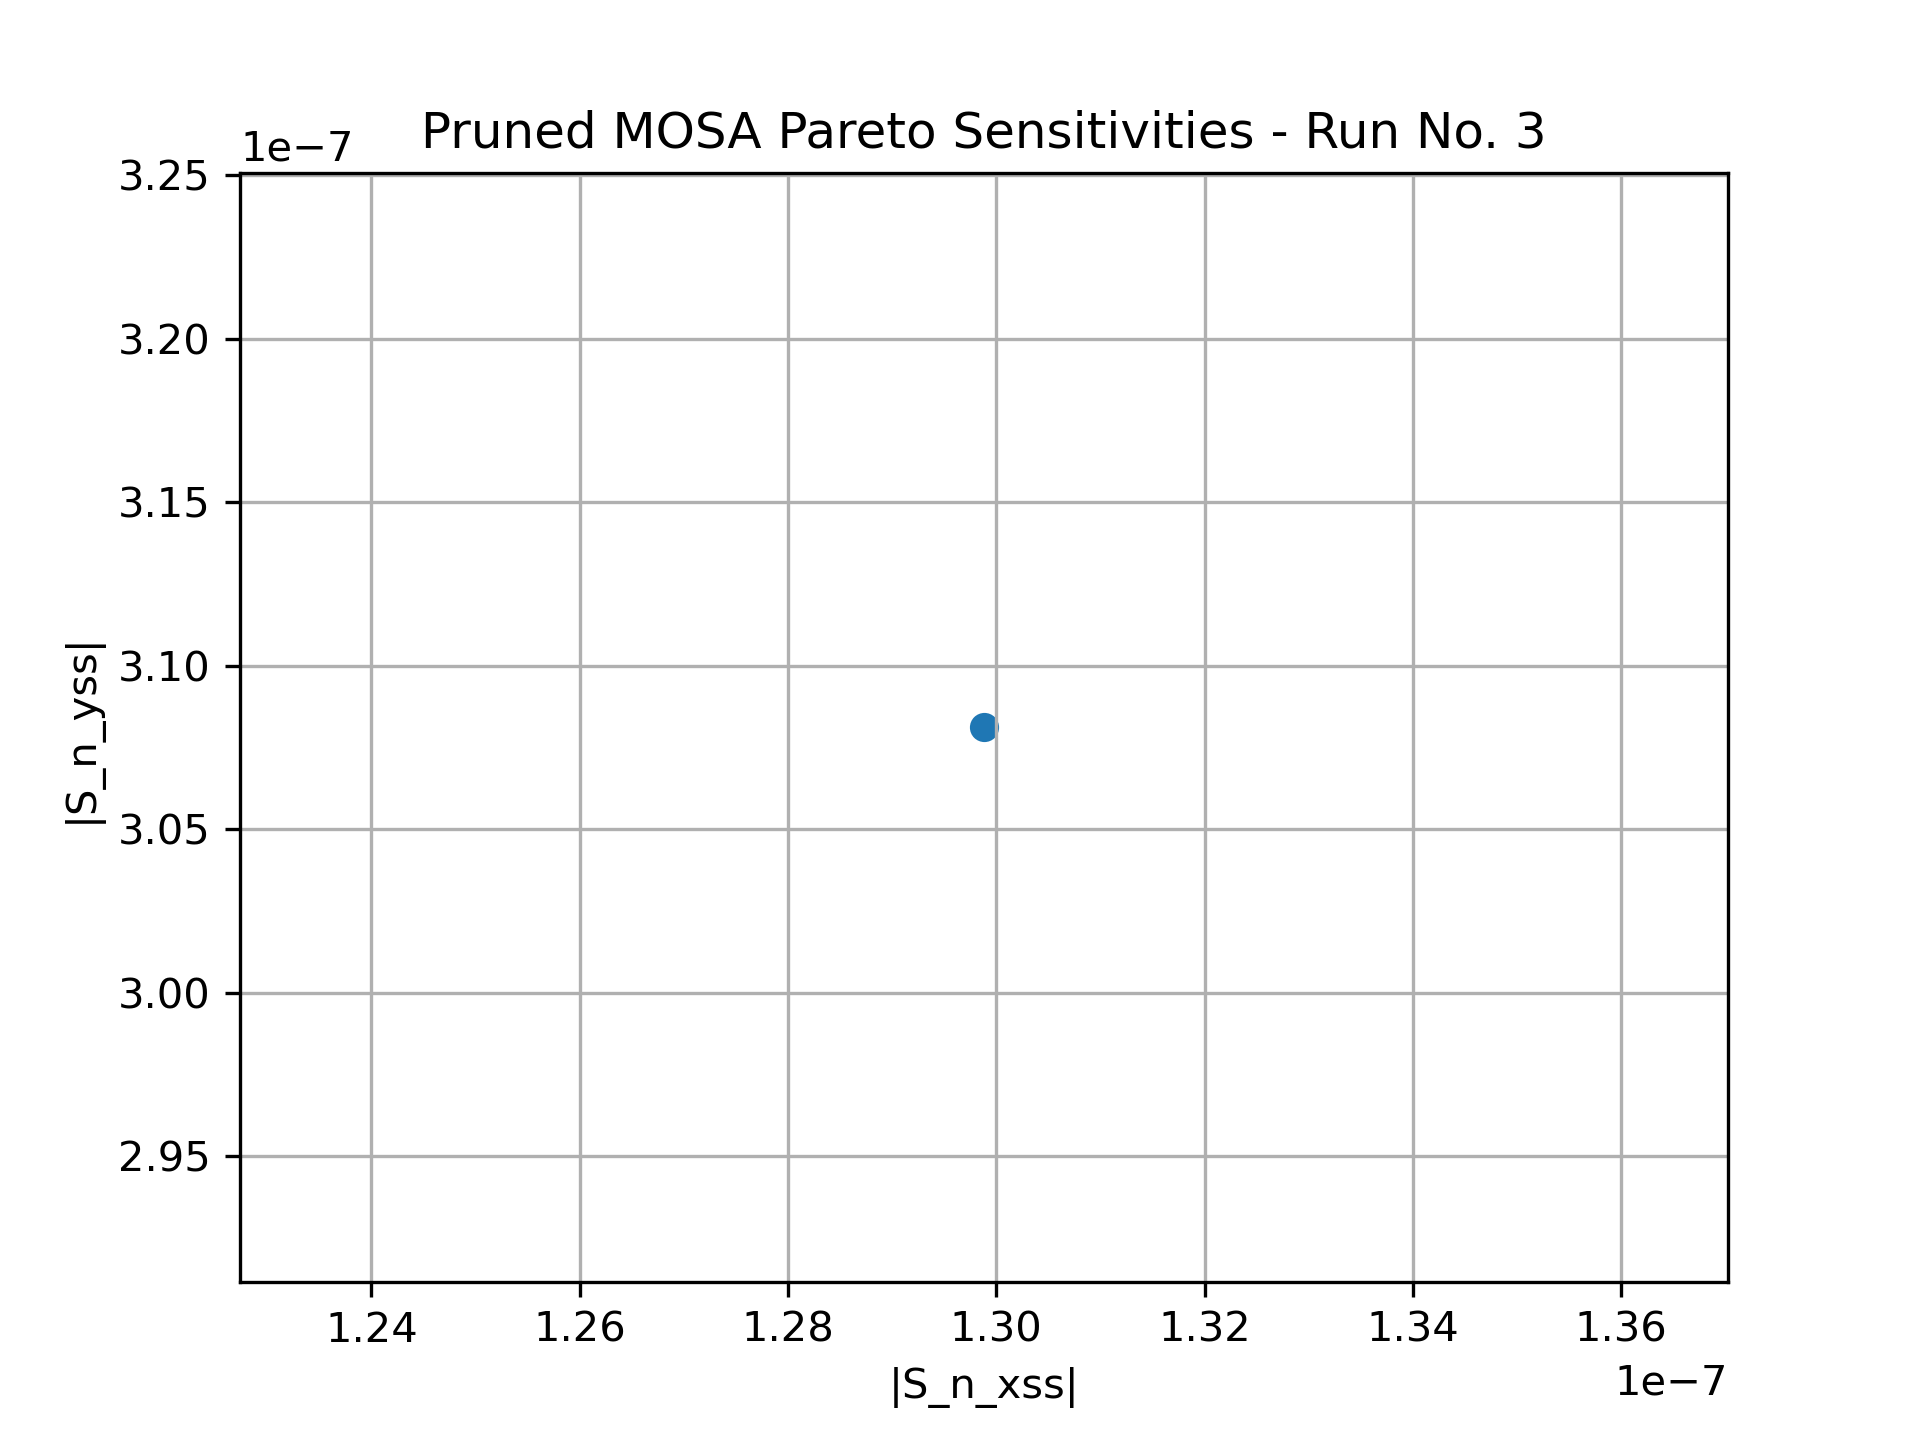 Pruned MOSA Pareto Sensitivities - Run No. 3
1e−7
3.25
3.20
3.15
3.10
3.05
3.00
2.95
|S_n_yss|
1.24 1.26 1.28 1.30 1.32 1.34 1.36
|S_n_xss|
1e−7